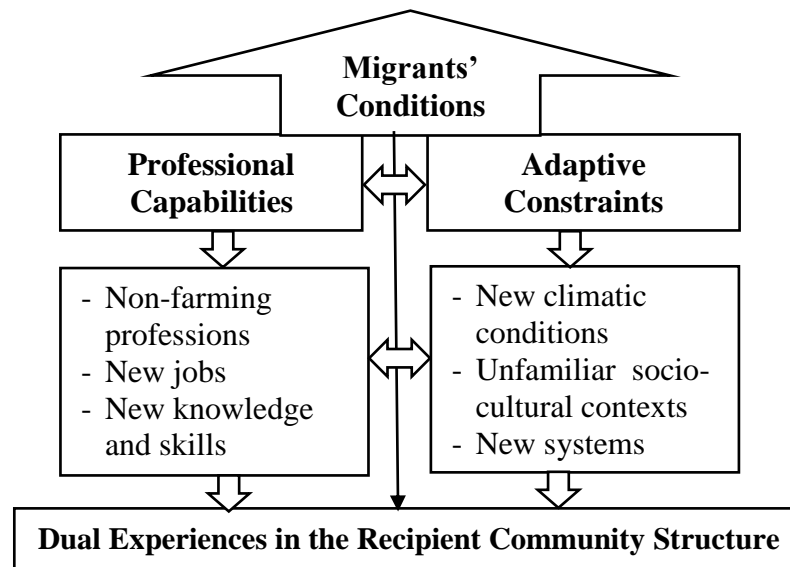 Migrants’
Conditions
Professional
Capabilities
Adaptive
Constraints
- Non-farming
professions
- New jobs
- New knowledge
and skills
- New climatic
conditions
- Unfamiliar socio-
cultural contexts
- New systems
Dual Experiences in the Recipient Community Structure